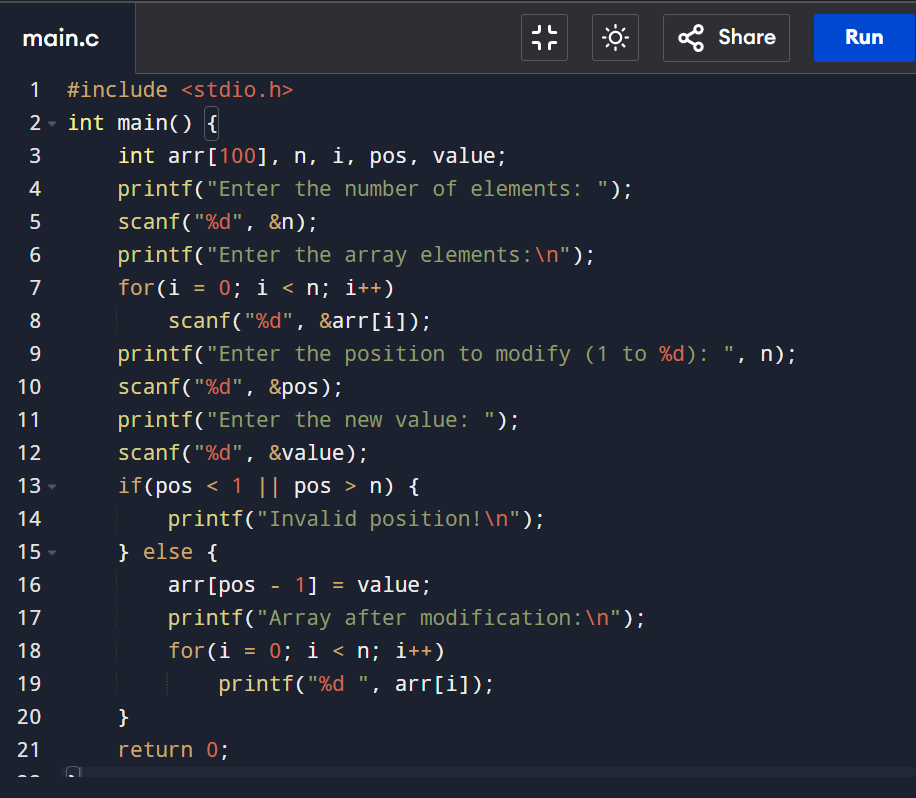 main.c
Share
Run
1 #include <stdio.h>
2 int main() {
3     int arr[100], n, i, pos, value;
4     printf("Enter the number of elements: ");
5     scanf("%d", &n);
6     printf("Enter the array elements:\n");
7     for(i = 0; i < n; i++)
8         scanf("%d", &arr[i]);
9     printf("Enter the position to modify (1 to %d): ", n);
10     scanf("%d", &pos);
11     printf("Enter the new value: ");
12     scanf("%d", &value);
13     if(pos < 1 || pos > n) {
14         printf("Invalid position!\n");
15     } else {
16         arr[pos - 1] = value;
17         printf("Array after modification:\n");
18         for(i = 0; i < n; i++)
19             printf("%d ", arr[i]);
20     }
21     return 0;